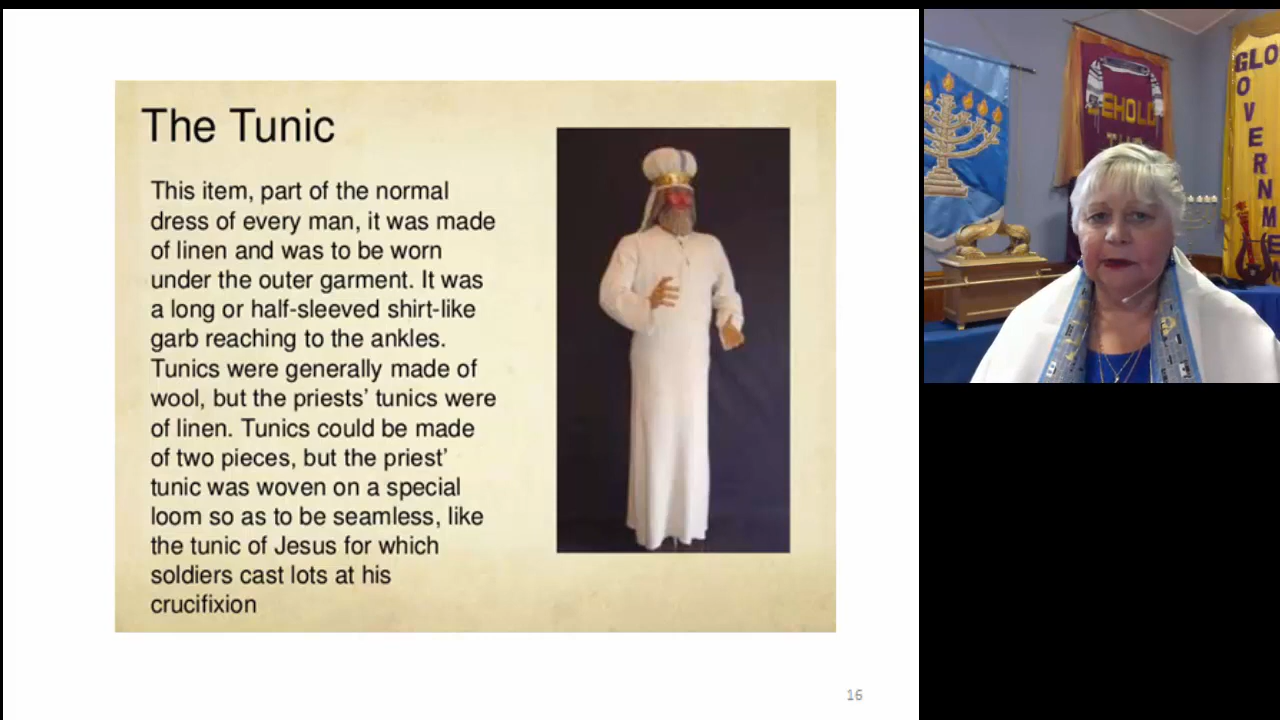 The Tunic
This item, part of the normal
dress of every man, it was made
of linen and was to be worn
under the outer garment. It was
a long or half-sleeved shirt-like
garb reaching to the ankles.
Tunics were generally made of
wool, but the priests’ tunics were
of linen. Tunics could be made
of two pieces, but the priest’
tunic was woven on a special
loom so as to be seamless, like
the tunic of Jesus for which
soldiers cast lots at his
crucifixion
16
BEHOLD
GLO
GOVERNME